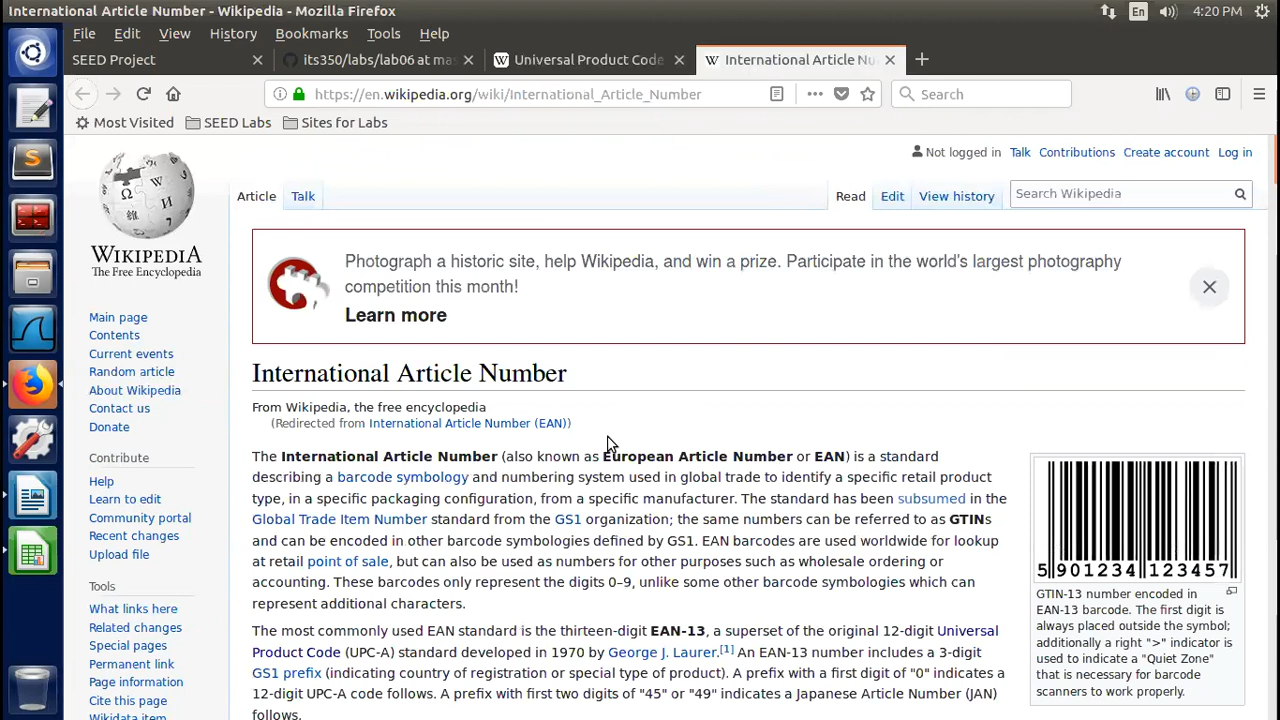 International Article Number - Wikipedia - Mozilla Firefox
En
4:20 PM
File Edit View History Bookmarks Tools Help
SEED Project
its350/labs/lab06 at ma
Universal Product Code
International Article Nu
https://en.wikipedia.org/wiki/International_Article_Number
Search
Most Visited
SEED Labs
Sites for Labs
Not logged in Talk Contributions Create account Log in
Article Talk
Read Edit View history
Search Wikipedia
WIKIPEDIA
The Free Encyclopedia
Main page
Contents
Current events
Random article
About Wikipedia
Contact us
Donate
Contribute
Help
Learn to edit
Community portal
Recent changes
Upload file
Tools
What links here
Related changes
Special pages
Permanent link
Page information
Cite this page
Wikidata item
Photograph a historic site, help Wikipedia, and win a prize. Participate in the world's largest photography
competition this month!
Learn more
International Article Number
From Wikipedia, the free encyclopedia
(Redirected from International Article Number (EAN))
The International Article Number (also known as European Article Number or EAN) is a standard
describing a barcode symbology and numbering system used in global trade to identify a specific retail product
type, in a specific packaging configuration, from a specific manufacturer. The standard has been subsumed in the
Global Trade Item Number standard from the GS1 organization; the same numbers can be referred to as GTINs
and can be encoded in other barcode symbologies defined by GS1. EAN barcodes are used worldwide for lookup
at retail point of sale, but can also be used as numbers for other purposes such as wholesale ordering or
accounting. These barcodes only represent the digits 0–9, unlike some other barcode symbologies which can
represent additional characters.
The most commonly used EAN standard is the thirteen-digit EAN-13, a superset of the original 12-digit Universal
Product Code (UPC-A) standard developed in 1970 by George J. Laurer.[1] An EAN-13 number includes a 3-digit
GS1 prefix (indicating country of registration or special type of product). A prefix with a first digit of "0" indicates a
12-digit UPC-A code follows. A prefix with first two digits of "45" or "49" indicates a Japanese Article Number (JAN)
follows.
5 901234 123457
GTIN-13 number encoded in
EAN-13 barcode. The first digit is
always placed outside the symbol;
additionally a right ">" indicator is
used to indicate a "Quiet Zone"
that is necessary for barcode
scanners to work properly.